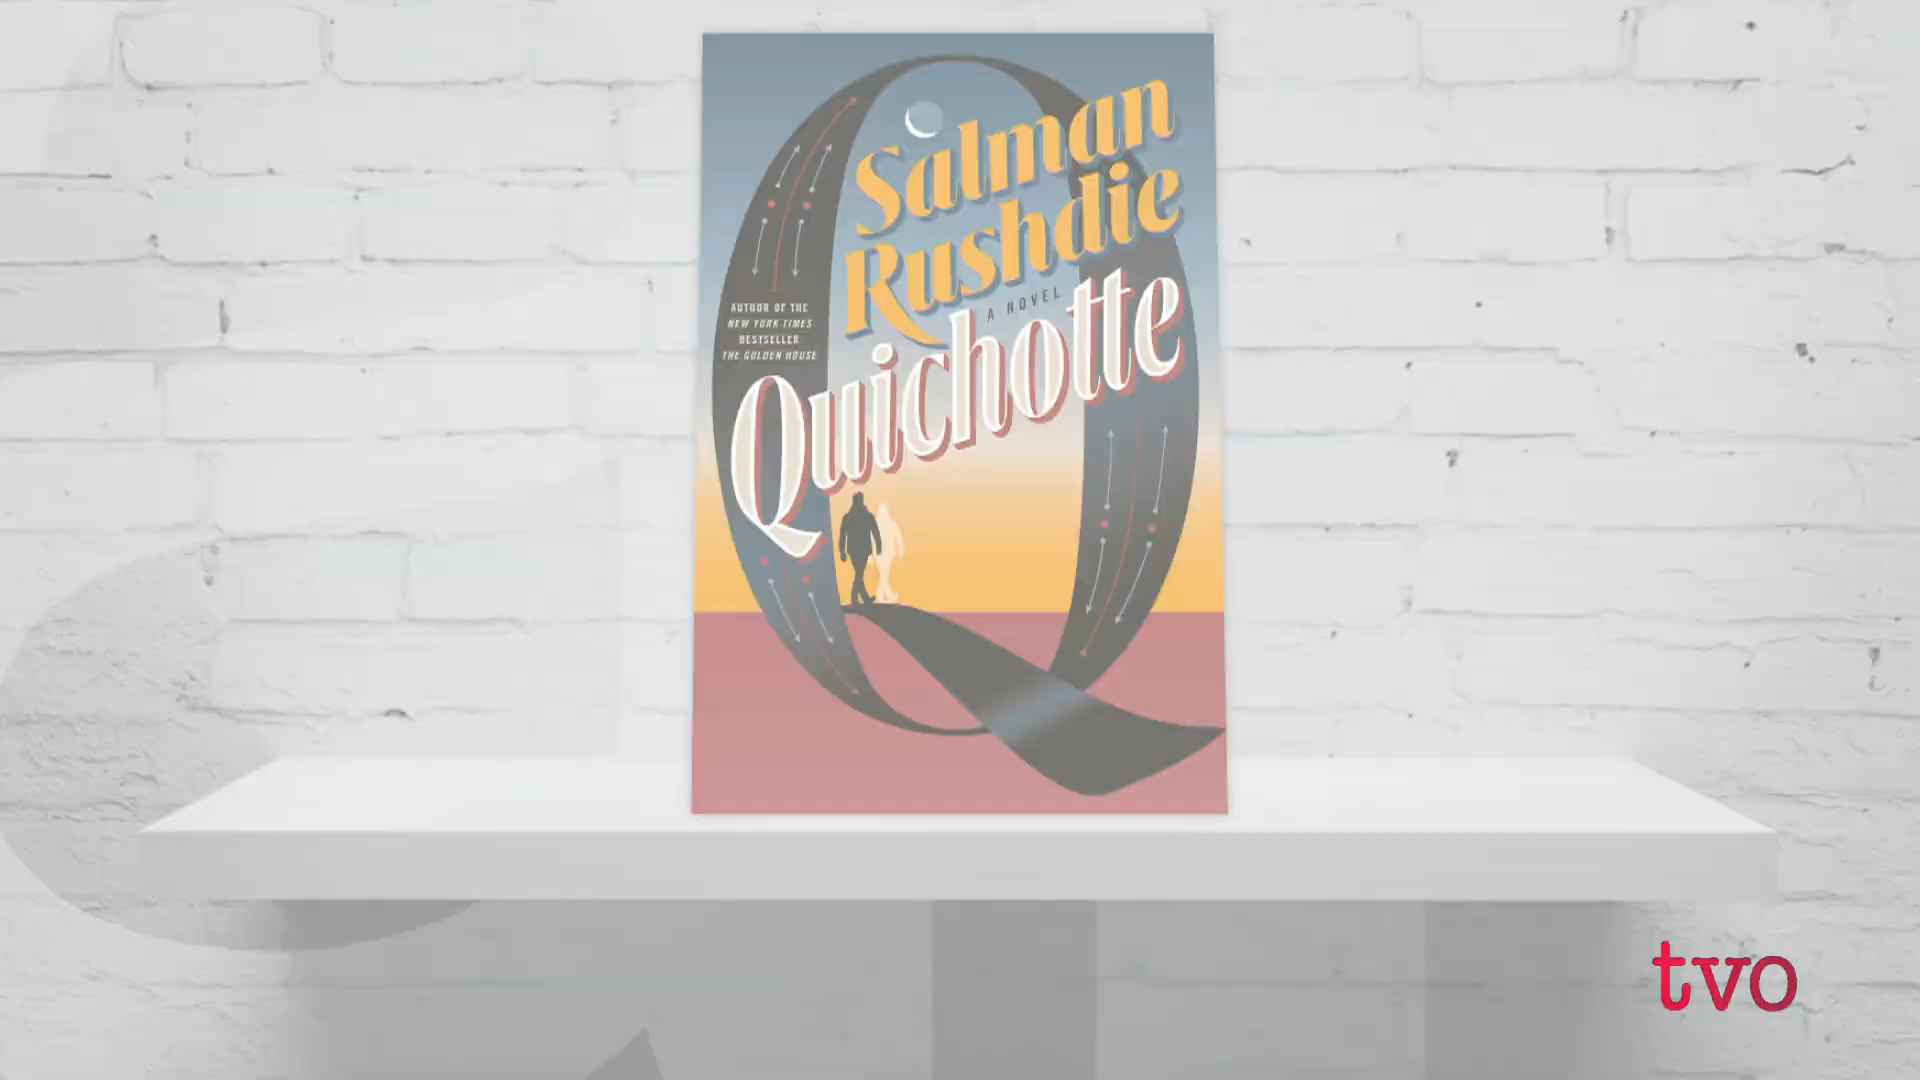 Salman
Rushdie
A NOVEL
AUTHOR OF THE
NEW YORK TIMES
BESTSELLER
THE GOLDEN HOUSE
Quichotte
tvo